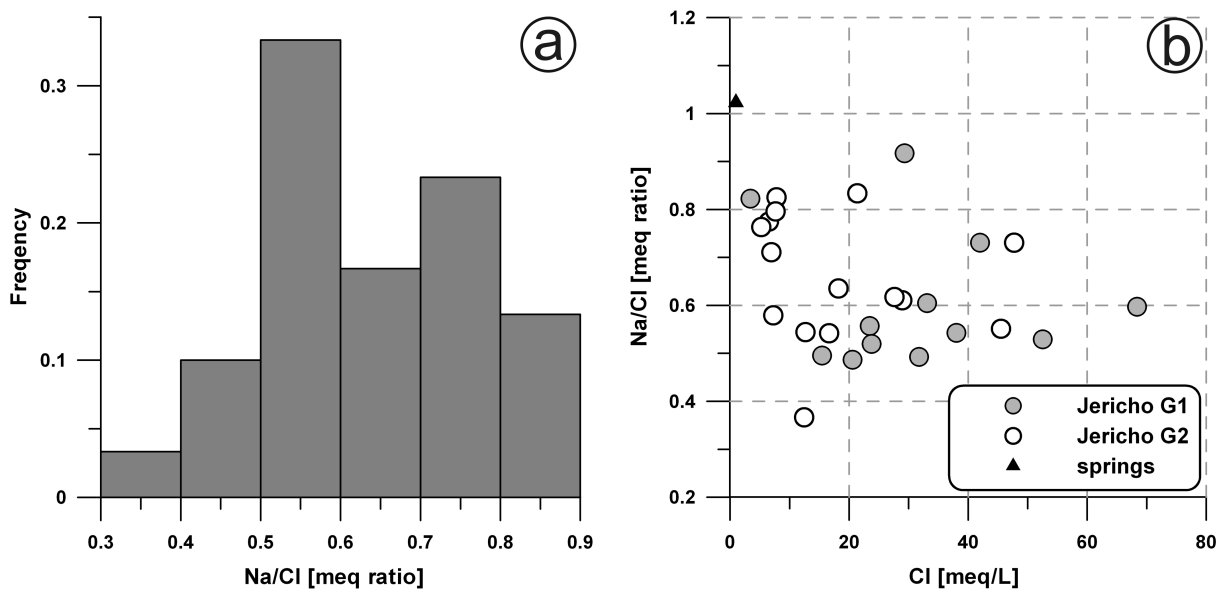 a
0.3
0.2
0.1
0
Freqency
0.3 0.4 0.5 0.6 0.7 0.8 0.9
Na/Cl [meq ratio]
b
1.2
1
0.8
0.6
0.4
0.2
Na/Cl [meq ratio]
Jericho G1
Jericho G2
springs
0 20 40 60 80
Cl [meq/L]